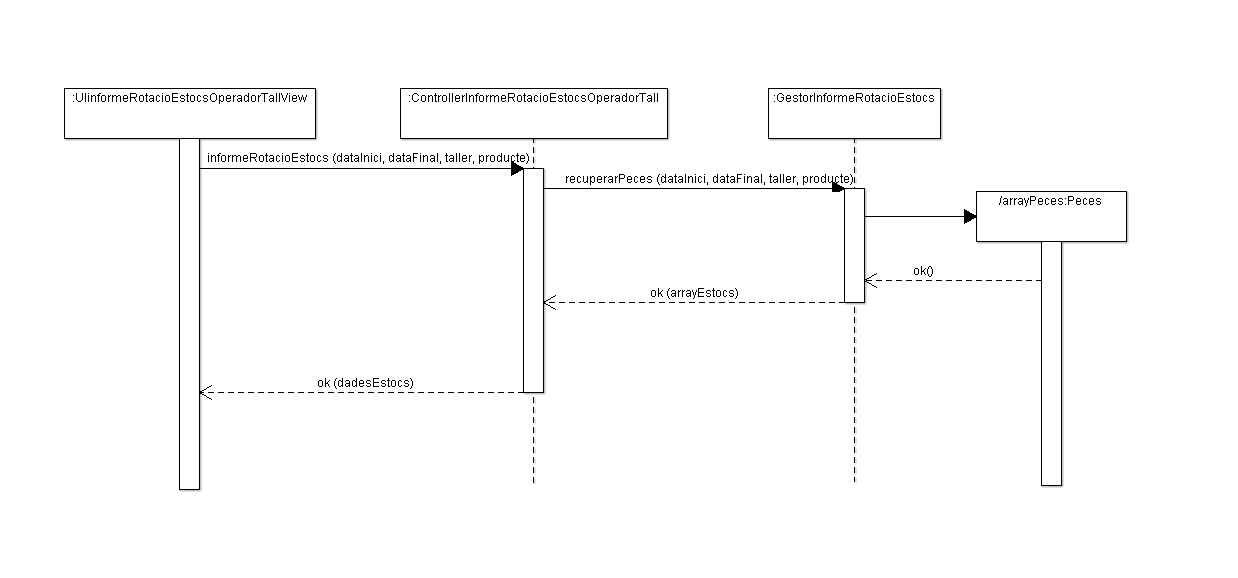 :UIinformeRotacioEstocsOperadorTallView
:ControllerInformeRotacioEstocsOperadorTall
:GestorInformeRotacioEstocs
informeRotacioEstocs (dataInici, dataFinal, taller, producte)
recuperarPeces (dataInici, dataFinal, taller, producte)
/arrayPeces:Peces
ok()
ok (arrayEstocs)
ok (dadesEstocs)